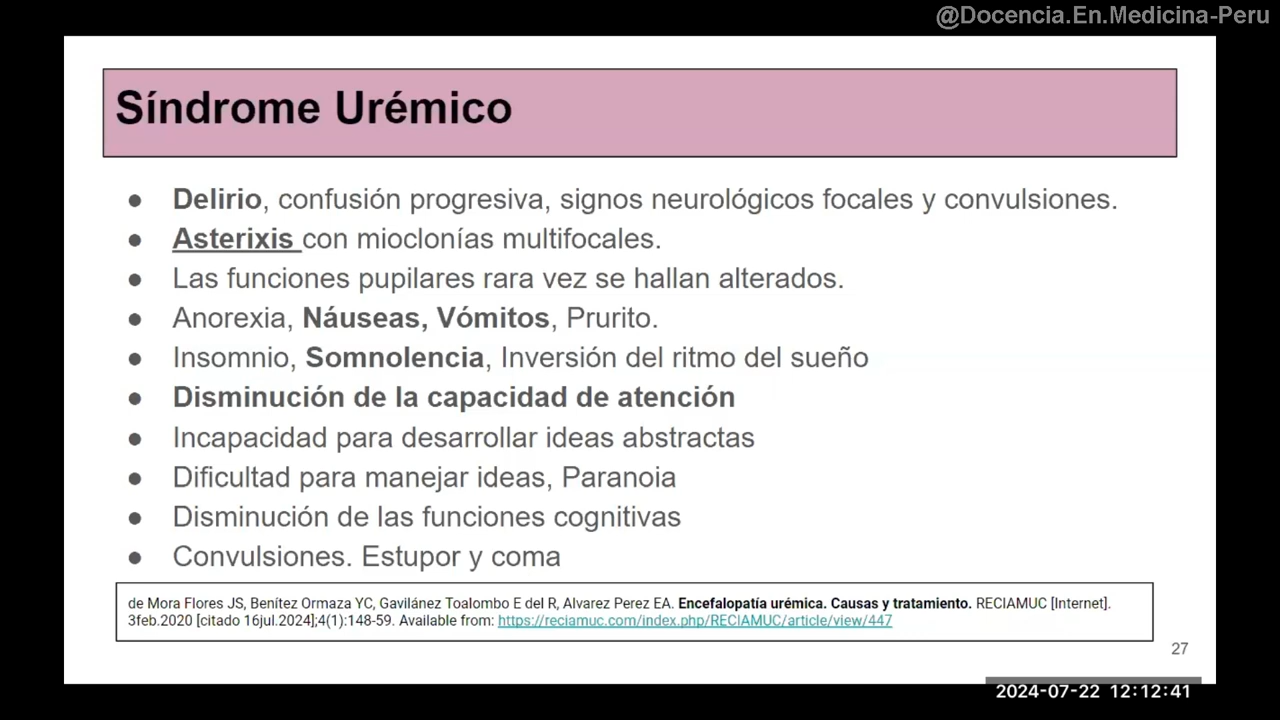 @Docencia.En.Medicina-Peru
Síndrome Urémico
● Delirio, confusión progresiva, signos neurológicos focales y convulsiones.
● Asterixis con mioclonías multifocales.
● Las funciones pupilares rara vez se hallan alterados.
● Anorexia, Náuseas, Vómitos, Prurito.
● Insomnio, Somnolencia, Inversión del ritmo del sueño
● Disminución de la capacidad de atención
● Incapacidad para desarrollar ideas abstractas
● Dificultad para manejar ideas, Paranoia
● Disminución de las funciones cognitivas
● Convulsiones. Estupor y coma
de Mora Flores JS, Benítez Ormaza YC, Gavilánez Toalombo E del R, Alvarez Perez EA. Encefalopatía urémica. Causas y tratamiento. RECIAMUC [Internet].
3feb.2020 [citado 16jul.2024];4(1):148-59. Available from: https://reciamuc.com/index.php/RECIAMUC/article/view/447
27
2024-07-22 12:12:41